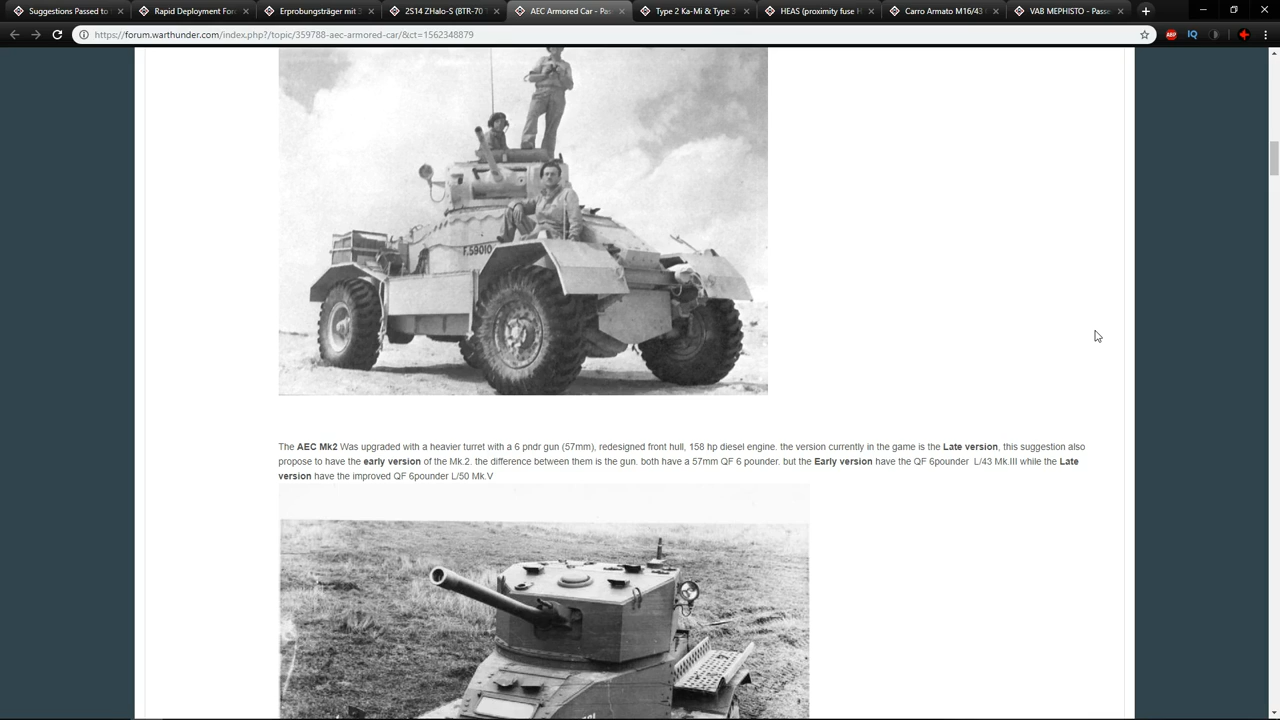 Suggestions Passed to
Rapid Deployment For
Erprobungsträger mit
2S14 ZHalo-S (BTR-70
AEC Armored Car - Pas
Type 2 Ka-Mi & Type 3
HEAS (proximity fuse
Carro Armato M16/43
VAB MEPHISTO - Passe
https://forum.warthunder.com/index.php?/topic/359788-aec-armored-car/&ct=1562348879
AEP
IQ
F.59010
The AEC Mk2 Was upgraded with a heavier turret with a 6 pndr gun (57mm), redesigned front hull, 158 hp diesel engine. the version currently in the game is the Late version, this suggestion also
propose to have the early version of the Mk.2. the difference between them is the gun. both have a 57mm QF 6 pounder. but the Early version have the QF 6pounder L/43 Mk.III while the Late
version have the improved QF 6pounder L/50 Mk.V